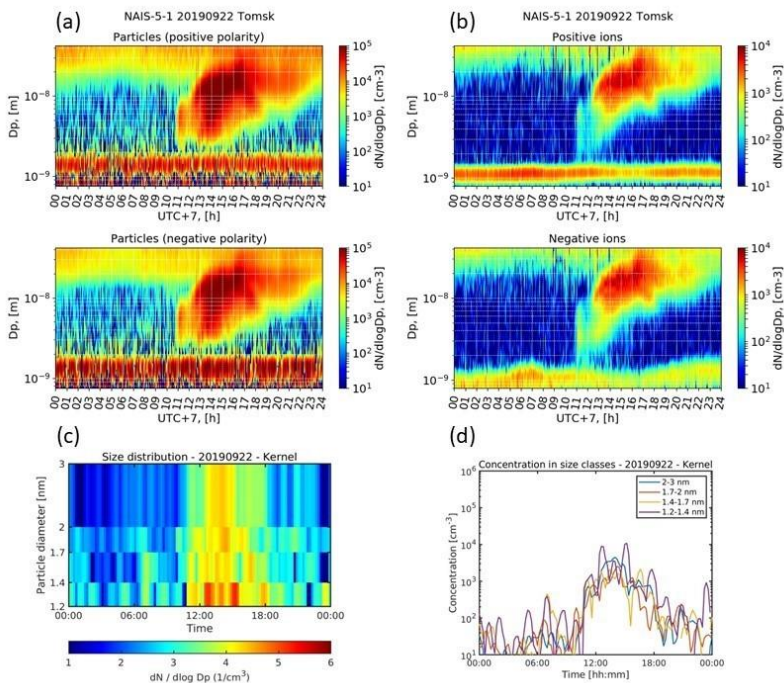 (a)
NAIS-5-1 20190922 Tomsk
Particles (positive polarity)
Dp, [m]
10⁻⁸
10⁻⁹
00 01 02 03 04 05 06 07 08 09 10 11 12 13 14 15 16 17 18 19 20 21 22 23 24
UTC+7, [h]
10⁵
10⁴
10³
10²
10¹
dN/dlogDp, [cm-3]
(b)
NAIS-5-1 20190922 Tomsk
Positive ions
Dp, [m]
10⁻⁸
10⁻⁹
00 01 02 03 04 05 06 07 08 09 10 11 12 13 14 15 16 17 18 19 20 21 22 23 24
UTC+7, [h]
10⁴
10³
10²
10¹
dN/dlogDp, [cm-3]
Particles (negative polarity)
Dp, [m]
10⁻⁸
10⁻⁹
00 01 02 03 04 05 06 07 08 09 10 11 12 13 14 15 16 17 18 19 20 21 22 23 24
UTC+7, [h]
10⁵
10⁴
10³
10²
10¹
dN/dlogDp, [cm-3]
Negative ions
Dp, [m]
10⁻⁸
10⁻⁹
00 01 02 03 04 05 06 07 08 09 10 11 12 13 14 15 16 17 18 19 20 21 22 23 24
UTC+7, [h]
10⁴
10³
10²
10¹
dN/dlogDp, [cm-3]
(c)
Size distribution - 20190922 - Kernel
Particle diameter [nm]
3
2
1.7
1.4
1.2
00:00 06:00 12:00 18:00 00:00
Time
1 2 3 4 5 6
dN / dlog Dp (1/cm³)
(d)
Concentration in size classes - 20190922 - Kernel
Concentration [cm⁻³]
10⁶
10⁵
10⁴
10³
10²
10¹
2-3 nm
1.7-2 nm
1.4-1.7 nm
1.2-1.4 nm
00:00 06:00 12:00 18:00 00:00
Time [hh:mm]